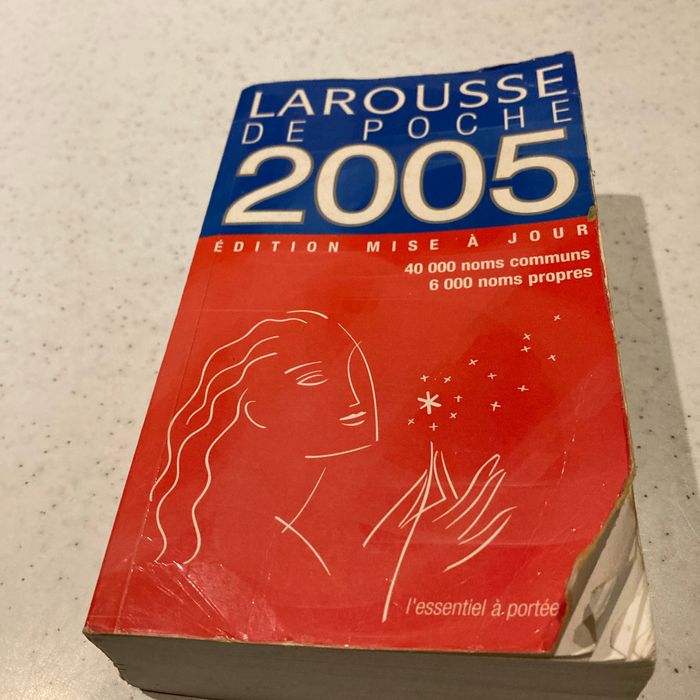 LAROUSSE
DE POCHE
2005
ÉDITION MISE À JOUR
40 000 noms communs
6 000 noms propres
l'essentiel à portée